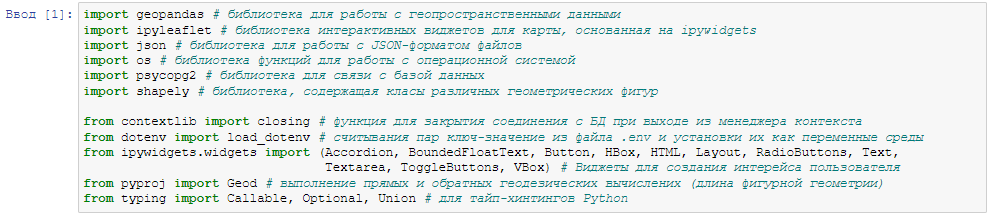 Ввод [1]: import geopandas # библиотека для работы с геопространственными данными
import ipyleaflet # библиотека интерактивных виджетов для карты, основанная на ipywidgets
import json # библиотека для работы с JSON-форматом файлов
import os # библиотека функций для работы с операционной системой
import psycopg2 # библиотека для связи с базой данных
import shapely # библиотека, содержащая класы различных геометрических фигур
from contextlib import closing # функция для закрытия соединения с БД при выходе из менеджера контекста
from dotenv import load_dotenv # считывания пар ключ-значение из файла .env и установки их как переменные среды
from ipywidgets.widgets import (Accordion, BoundedFloatText, Button, HBox, HTML, Layout, RadioButtons, Text,
Textarea, ToggleButtons, VBox) # Виджеты для создания интерейса пользователя
from pyproj import Geod # выполнение прямых и обратных геодезических вычислених (длина фигурной геометрии)
from typing import Callable, Optional, Union # для тайп-хинтингов Python